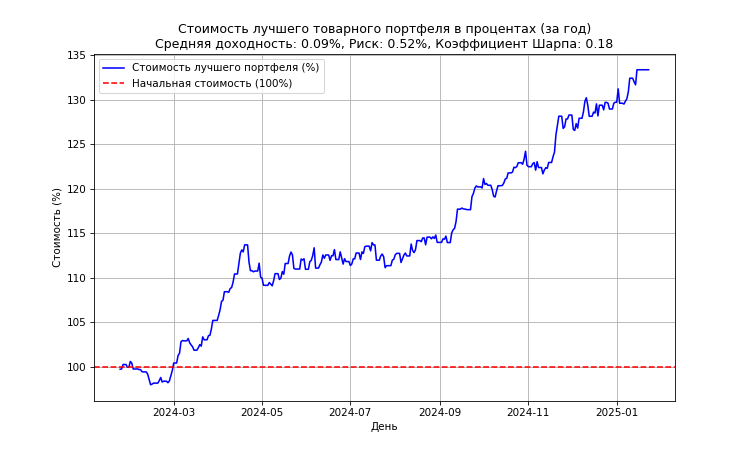 Стоимость лучшего товарного портфеля в процентах (за год)
Средняя доходность: 0.09%, Риск: 0.52%, Коэффициент Шарпа: 0.18
Стоимость лучшего портфеля (%)
Начальная стоимость (100%)
Стоимость (%)
135
130
125
120
115
110
105
100
2024-03 2024-05 2024-07 2024-09 2024-11 2025-01
День